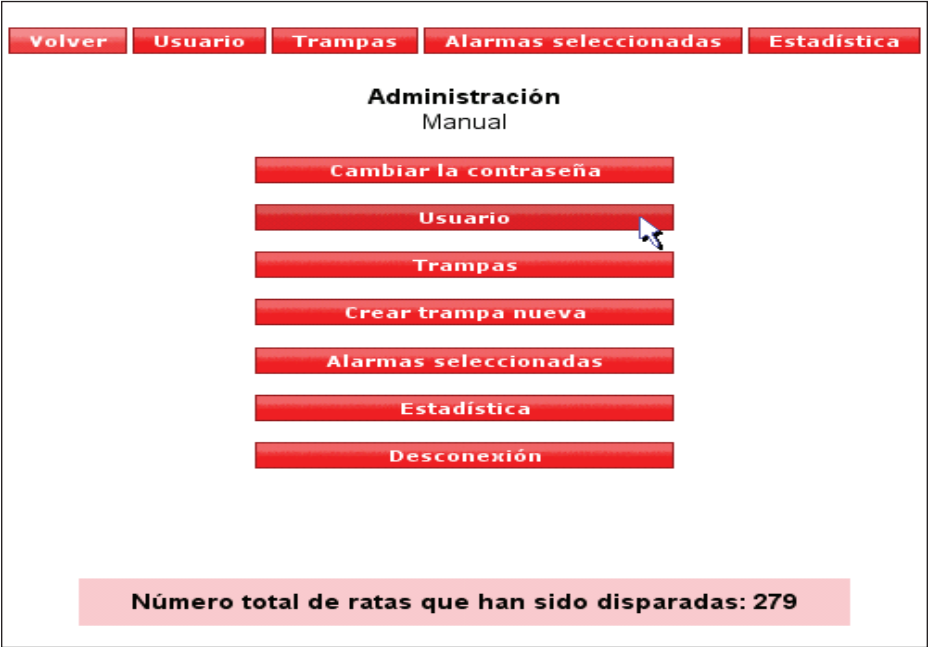 Volver Usuario Trampas Alarmas seleccionadas Estadística
Administración
Manual
Cambiar la contraseña
Usuario
Trampas
Crear trampa nueva
Alarmas seleccionadas
Estadística
Desconexión
Número total de ratas que han sido disparadas: 279